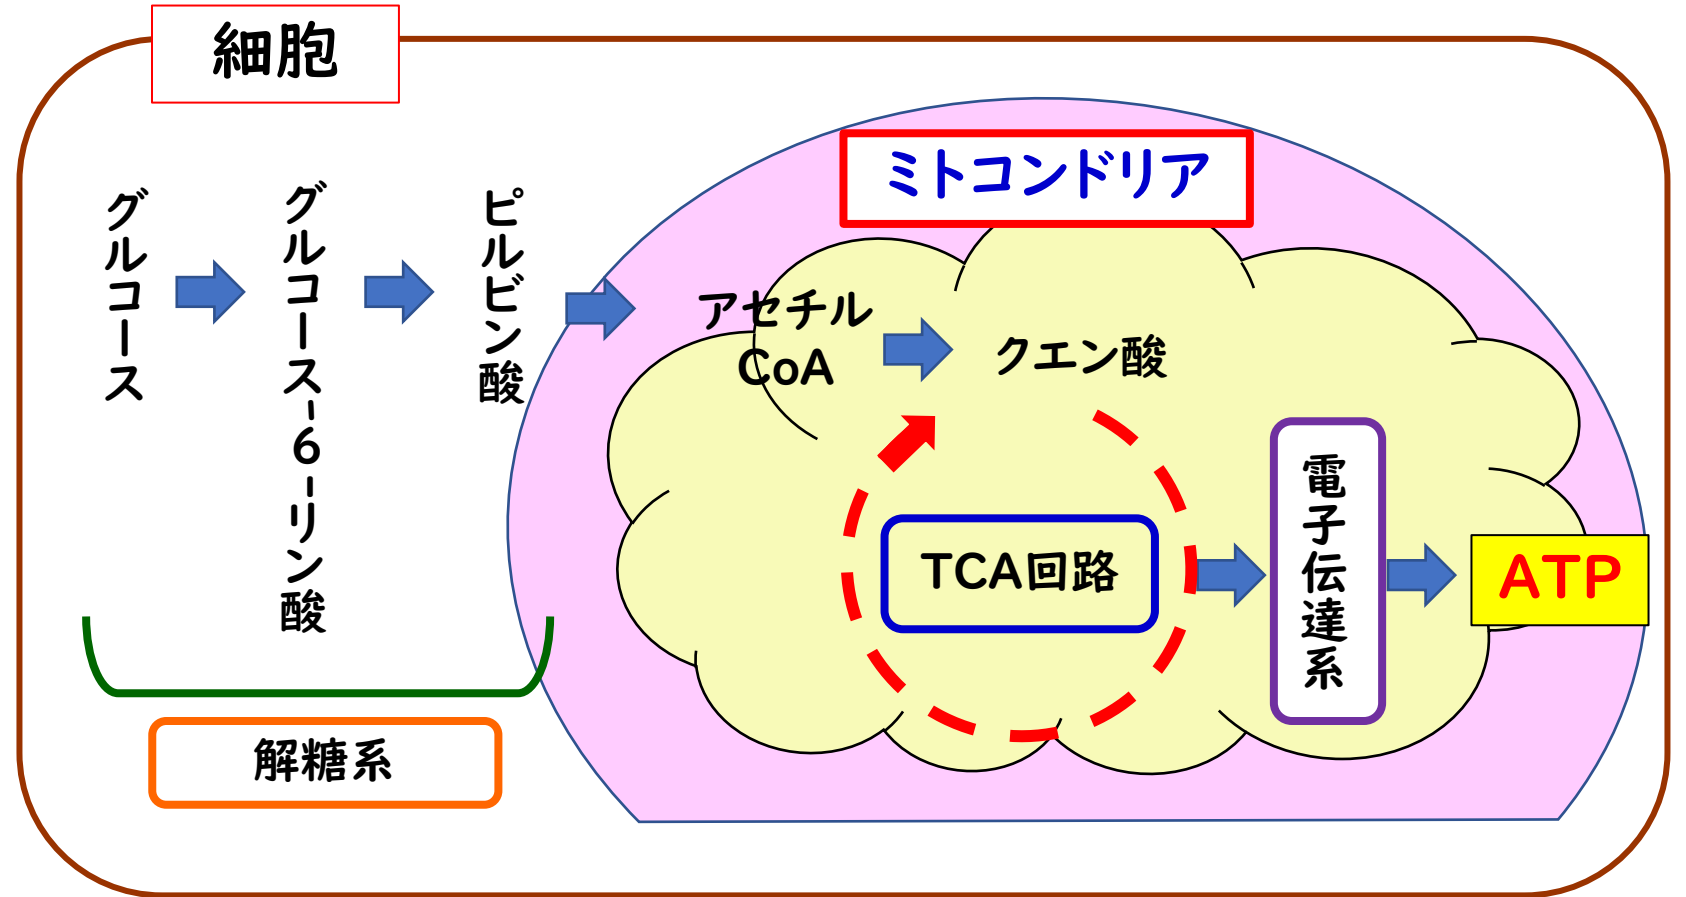 細胞
ミトコンドリア
グルコース
グルコース-6-リン酸
ピルビン酸
アセチル
CoA
クエン酸
TCA回路
電子伝達系
ATP
解糖系